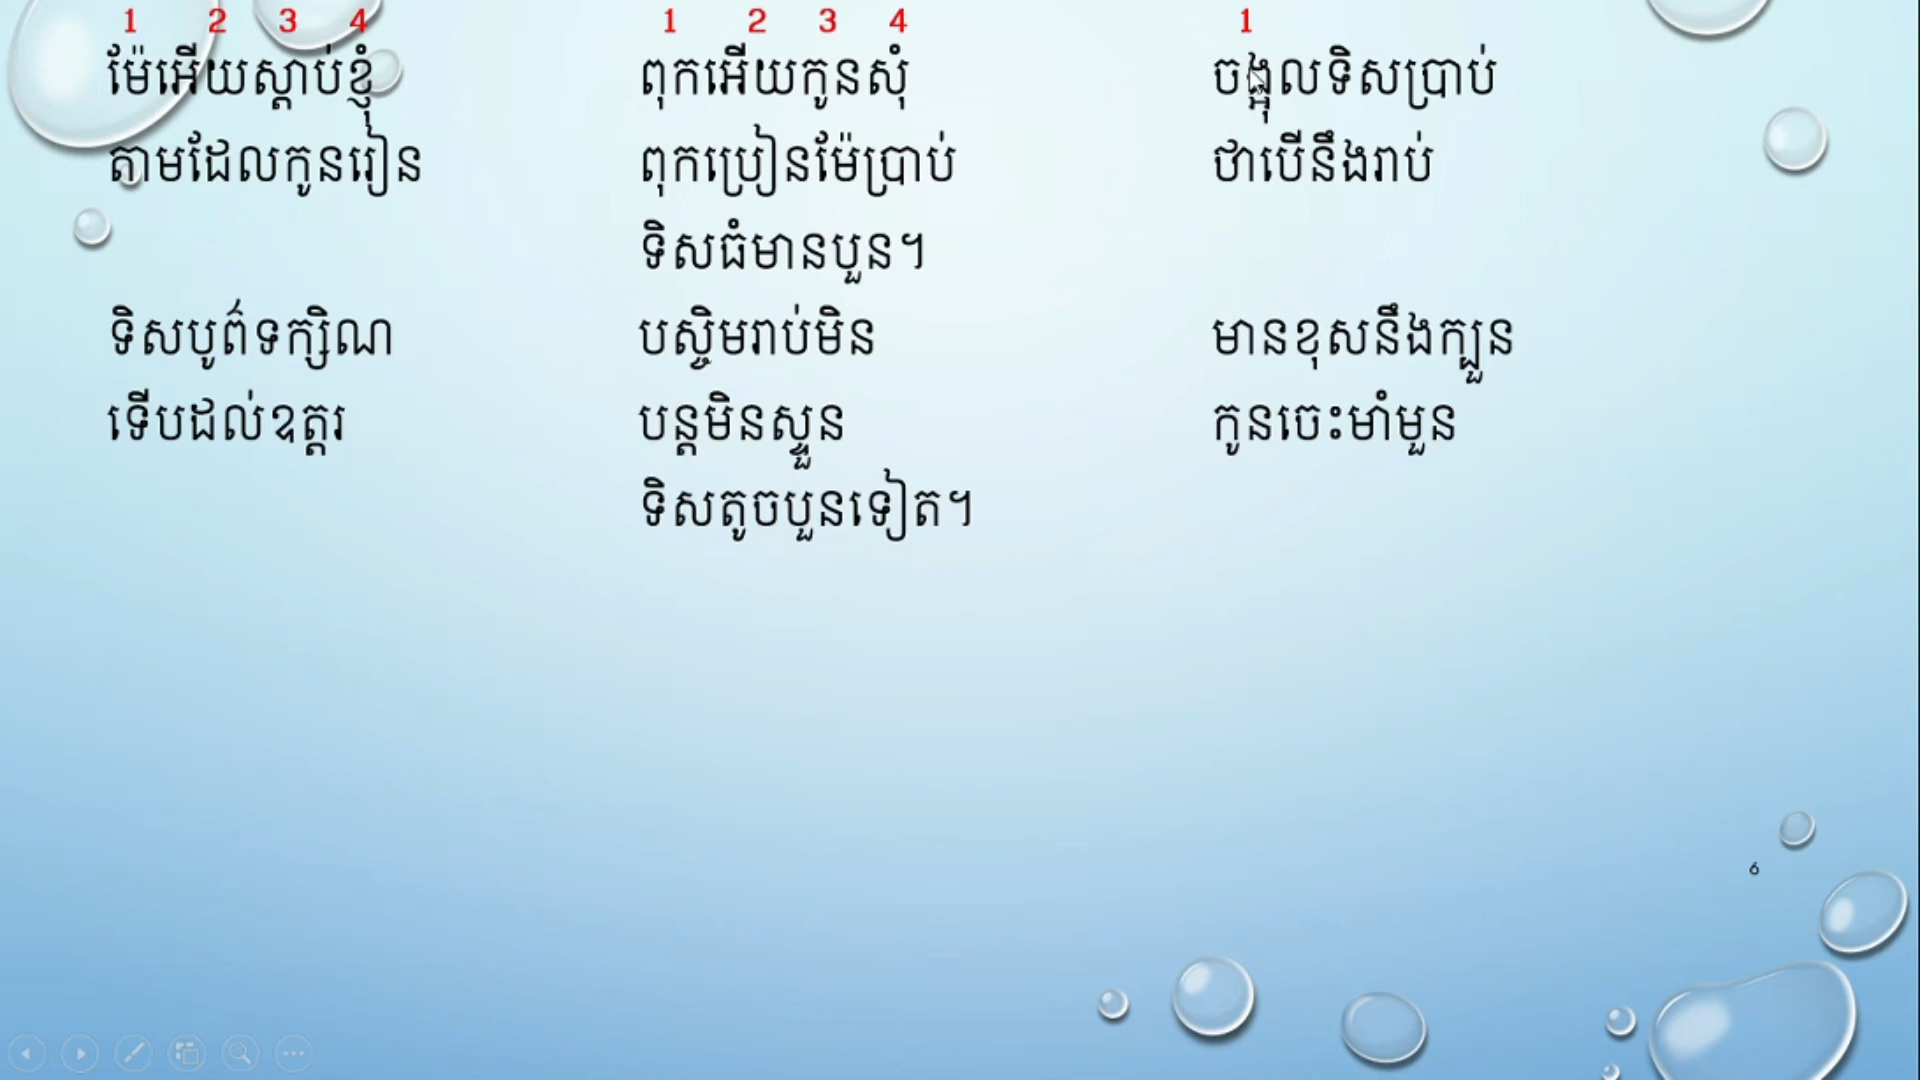 1 2 3 4 1 2 3 4 1
ម៉ែអើយស្ដាប់ខ្ញុំ ពុកអើយកូនសុំ ចង្អុលទិសប្រាប់
តាមដែលកូនរៀន ពុកប្រៀនម៉ែប្រាប់ ថាបើនឹងរាប់
ទិសធំមានបួន។
ទិសបូព៌ទក្សិណ បស្ចិមរាប់មិន មានខុសនឹងក្បួន
ទើបដល់ឧត្តរ បន្តមិនស្ទួន កូនចេះមាំមួន
ទិសតូចបួនទៀត។
6